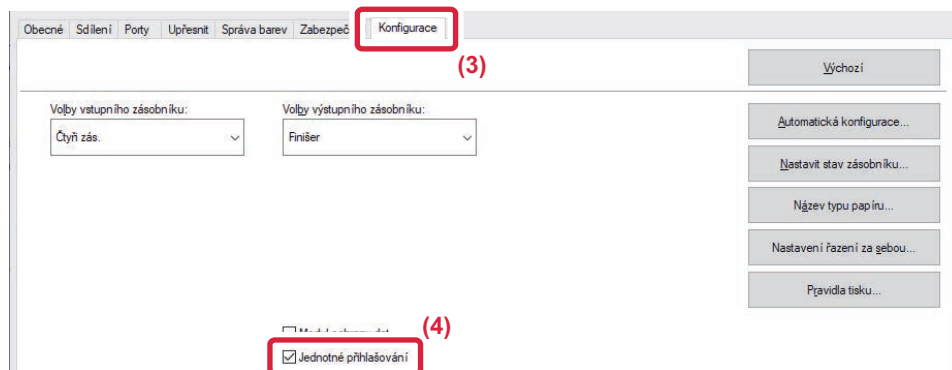 Obecné Sdílení Porty Upřesnit Správa barev Zabezpeč Konfigurace
(3)
Výchozí
Volby vstupního zásobníku: Volby výstupního zásobníku:
Čtyři zás. Finišer
Automatická konfigurace...
Nastavit stav zásobníku...
Název typu papíru...
Nastavení řazení za sebou...
Pravidla tisku...
(4)
Jednotné přihlašování